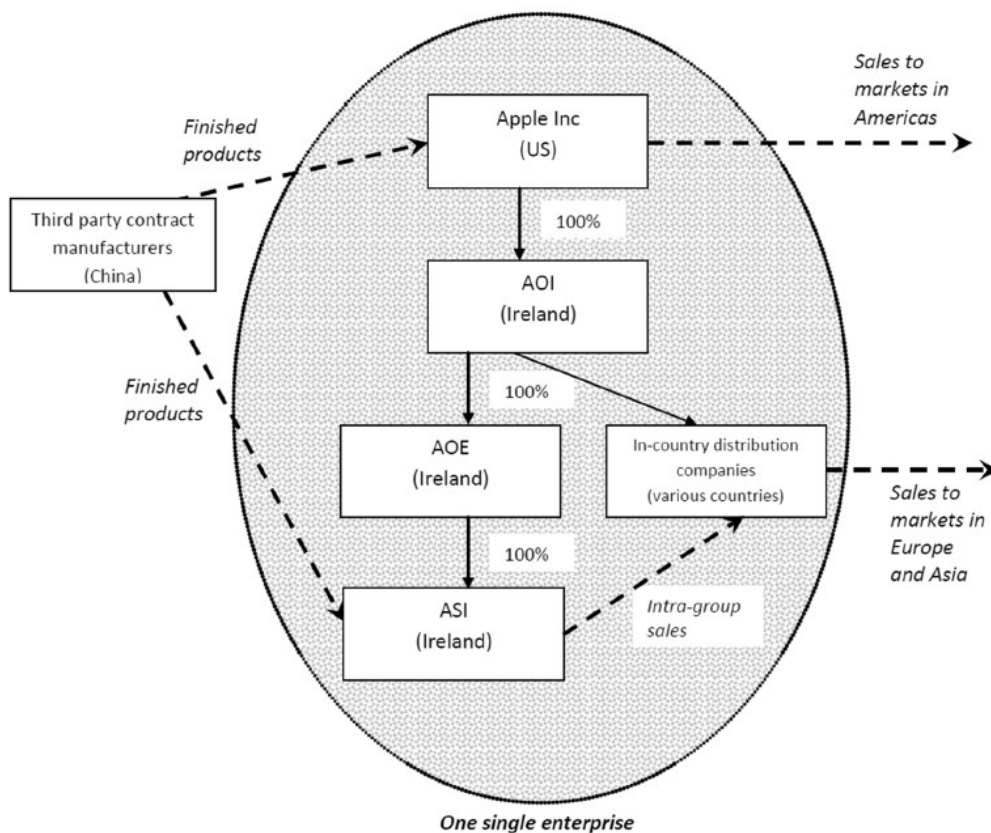 Sales to
markets in
Americas
Finished
products
Apple Inc
(US)
Third party contract
manufacturers
(China)
100%
AOI
(Ireland)
Finished
products
100%
AOE
(Ireland)
In-country distribution
companies
(various countries)
Sales to
markets in
Europe
and Asia
100%
ASI
(Ireland)
Intra-group
sales
One single enterprise